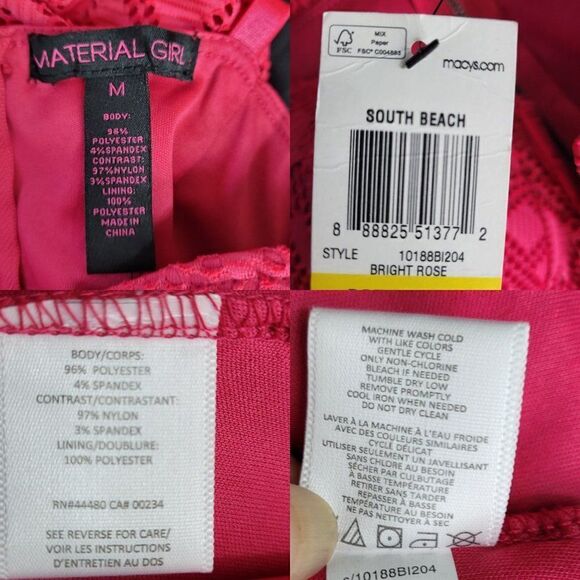 MATERIAL GIRL
M
BODY:
96%
POLYESTER
4%SPANDEX
CONTRAST:
97%NYLON
3%SPANDEX
LINING:
100%
POLYESTER
MADE IN
CHINA
FSC
MIX
Paper
FSC® C004885
macys.com
SOUTH BEACH
8 88825 51377 2
STYLE 10188BI204
BRIGHT ROSE
BODY/CORPS:
96% POLYESTER
4% SPANDEX
CONTRAST/CONTRASTANT:
97% NYLON
3% SPANDEX
LINING/DOUBLURE:
100% POLYESTER
RN#44480 CA# 00234
SEE REVERSE FOR CARE/
VOIR LES INSTRUCTIONS
D'ENTRETIEN AU DOS
MACHINE WASH COLD
WITH LIKE COLORS
GENTLE CYCLE
ONLY NON-CHLORINE
BLEACH IF NEEDED
TUMBLE DRY LOW
REMOVE PROMPTLY
COOL IRON WHEN NEEDED
DO NOT DRY CLEAN
LAVER À LA MACHINE À L'EAU FROIDE
AVEC DES COULEURS SIMILAIRES
CYCLE DÉLICAT
UTILISER SEULEMENT UN JAVELLISANT
SANS CHLORE AU BESOIN
SÉCHER PAR CULBUTAGE
À BASSE TEMPÉRATURE
RETIRER SANS TARDER
REPASSER À BASSE
TEMPÉRATURE AU BESOIN
NE PAS NETTOYER À SEC
/10188BI204